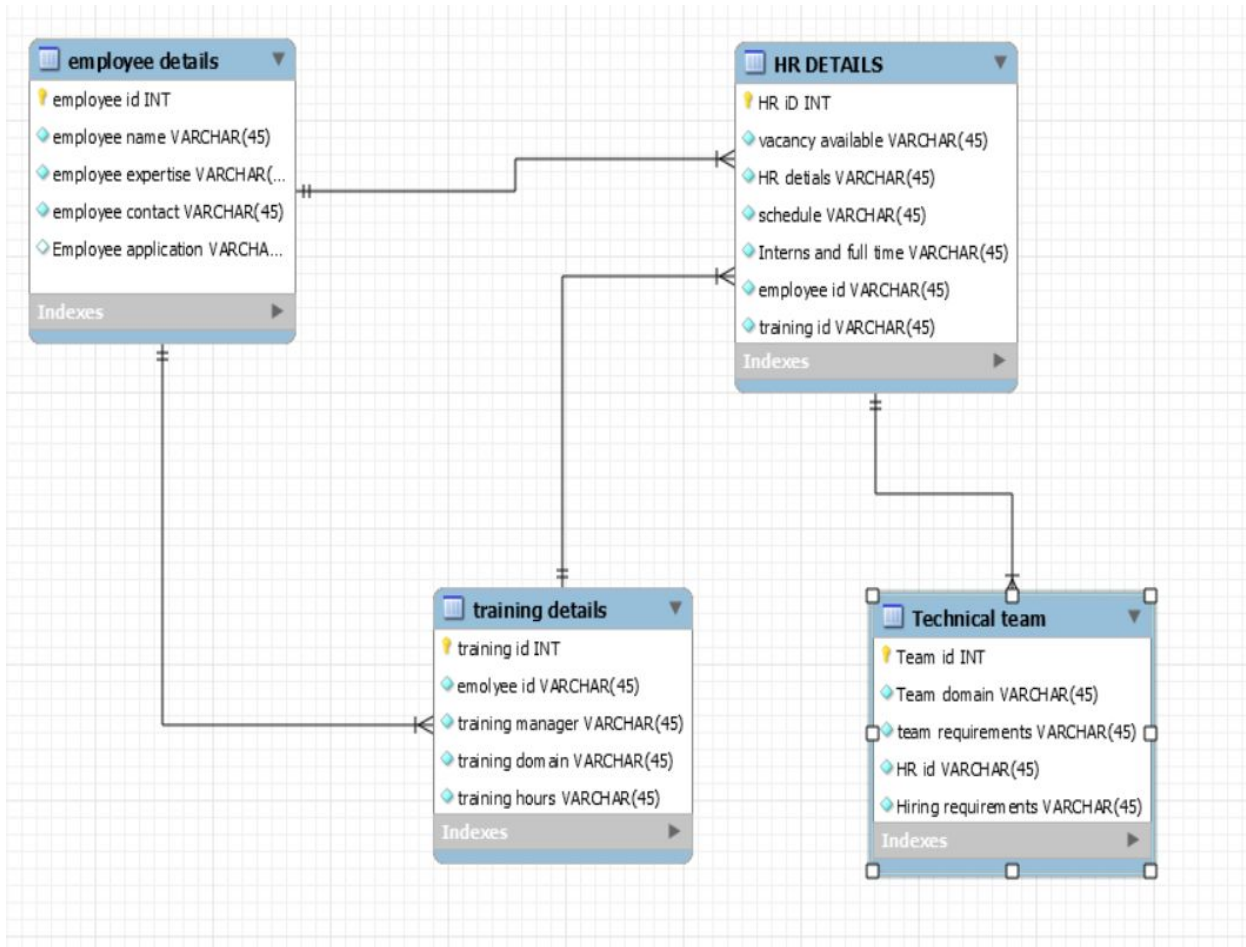 employee details
employee id INT
employee name VARCHAR(45)
employee expertise VARCHAR(...
employee contact VARCHAR(45)
Employee application VARCHA...
Indexes
HR DETAILS
HR iD INT
vacancy available VARCHAR(45)
HR detials VARCHAR(45)
schedule VARCHAR(45)
Interns and full time VARCHAR(45)
employee id VARCHAR(45)
training id VARCHAR(45)
Indexes
training details
training id INT
emolyee id VARCHAR(45)
training manager VARCHAR(45)
training domain VARCHAR(45)
training hours VARCHAR(45)
Indexes
Technical team
Team id INT
Team domain VARCHAR(45)
team requirements VARCHAR(45)
HR id VARCHAR(45)
Hiring requirements VARCHAR(45)
Indexes